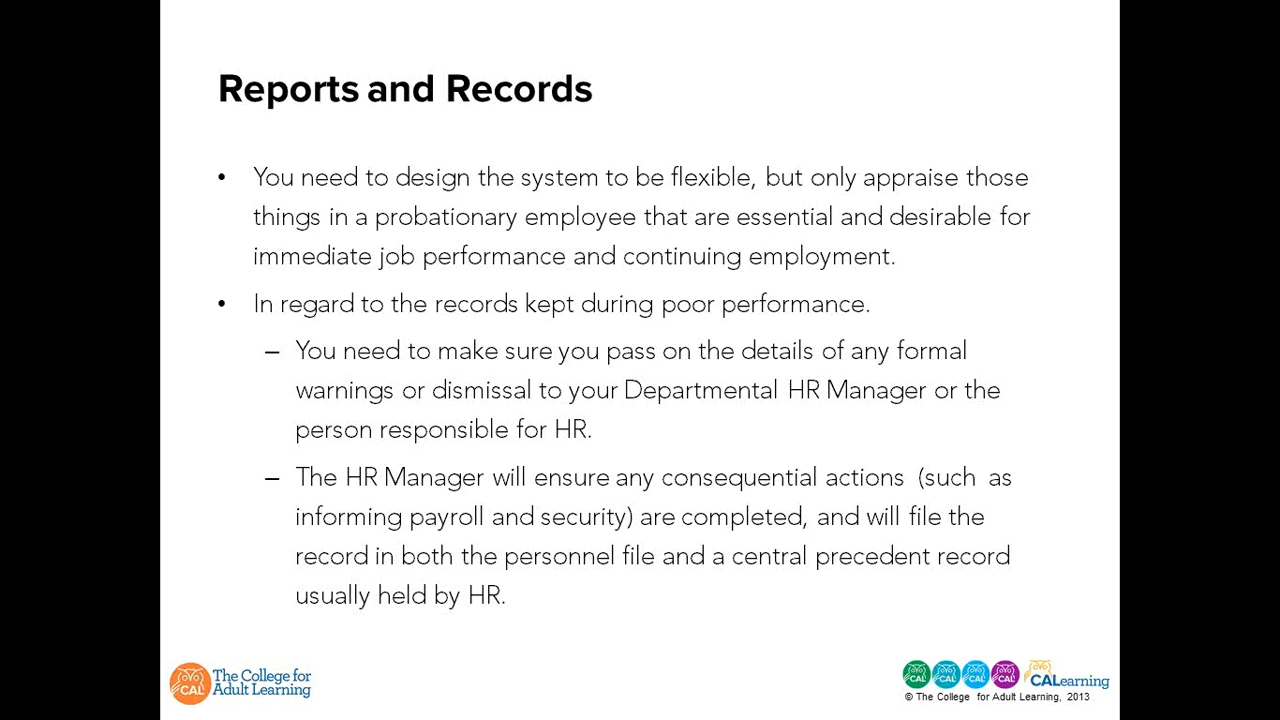 Reports and Records
• You need to design the system to be flexible, but only appraise those
things in a probationary employee that are essential and desirable for
immediate job performance and continuing employment.
• In regard to the records kept during poor performance.
– You need to make sure you pass on the details of any formal
warnings or dismissal to your Departmental HR Manager or the
person responsible for HR.
– The HR Manager will ensure any consequential actions (such as
informing payroll and security) are completed, and will file the
record in both the personnel file and a central precedent record
usually held by HR.
CAL The College for
Adult Learning
CAL CAL CAL CAL CALearning
© The College for Adult Learning, 2013